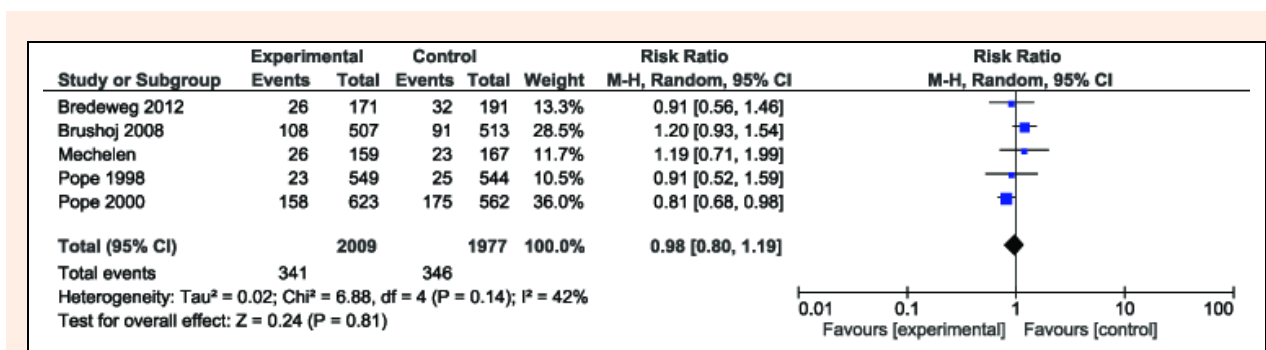 Experimental Control Risk Ratio Risk Ratio
Study or Subgroup Events Total Events Total Weight M-H, Random, 95% CI M-H, Random, 95% CI
Bredeweg 2012 26 171 32 191 13.3% 0.91 [0.56, 1.46]
Brushoj 2008 108 507 91 513 28.5% 1.20 [0.93, 1.54]
Mechelen 26 159 23 167 11.7% 1.19 [0.71, 1.99]
Pope 1998 23 549 25 544 10.5% 0.91 [0.52, 1.59]
Pope 2000 158 623 175 562 36.0% 0.81 [0.68, 0.98]
Total (95% CI) 2009 1977 100.0% 0.98 [0.80, 1.19]
Total events 341 346
Heterogeneity: Tau² = 0.02; Chi² = 6.88, df = 4 (P = 0.14); I² = 42%
Test for overall effect: Z = 0.24 (P = 0.81)
0.01 0.1 1 10 100
Favours [experimental] Favours [control]